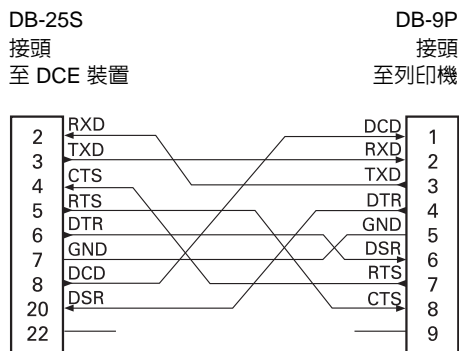 DB-25S DB-9P
接頭 接頭
至 DCE 裝置 至列印機
2 RXD DCD 1
3 TXD RXD 2
4 CTS TXD 3
5 RTS DTR 4
6 DTR GND 5
7 GND DSR 6
8 DCD RTS 7
20 DSR CTS 8
22 9